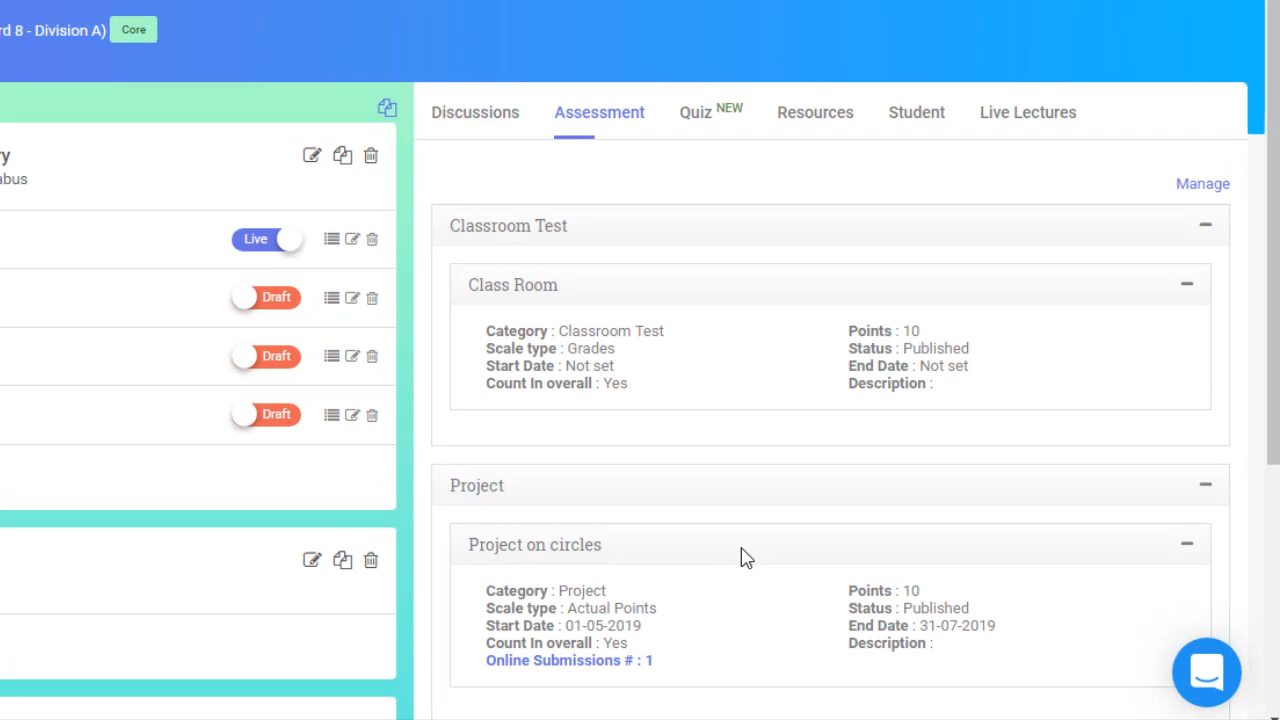 rd 8 - Division A) Core
Discussions Assessment Quiz NEW Resources Student Live Lectures
ry
abus
Live
Draft
Draft
Draft
Manage
Classroom Test
Class Room
Category : Classroom Test
Scale type : Grades
Start Date : Not set
Count In overall : Yes
Points : 10
Status : Published
End Date : Not set
Description :
Project
Project on circles
Category : Project
Scale type : Actual Points
Start Date : 01-05-2019
Count In overall : Yes
Online Submissions # : 1
Points : 10
Status : Published
End Date : 31-07-2019
Description :